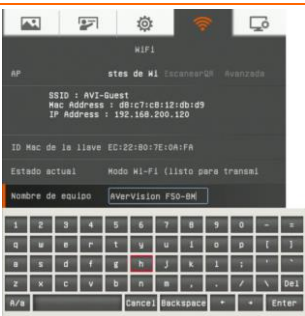 WiFi
AP stes de Wi EscanearQR Avanzada
SSID : AVI-Guest
Mac Address : d8:c7:c8:12:db:d9
IP Address : 192.168.200.120
ID Mac de la llave EC:22:80:7E:0A:FA
Estado actual Modo Wi-Fi (listo para transmi
Nombre de equipo AVerVision F50-8M
1 2 3 4 5 6 7 8 9 0 - =
q w e r t y u i o p [ ]
a s d f g h j k l ; ' `
z x c v b n m , . / \ Del
A/a Cancel Backspace ← → Enter